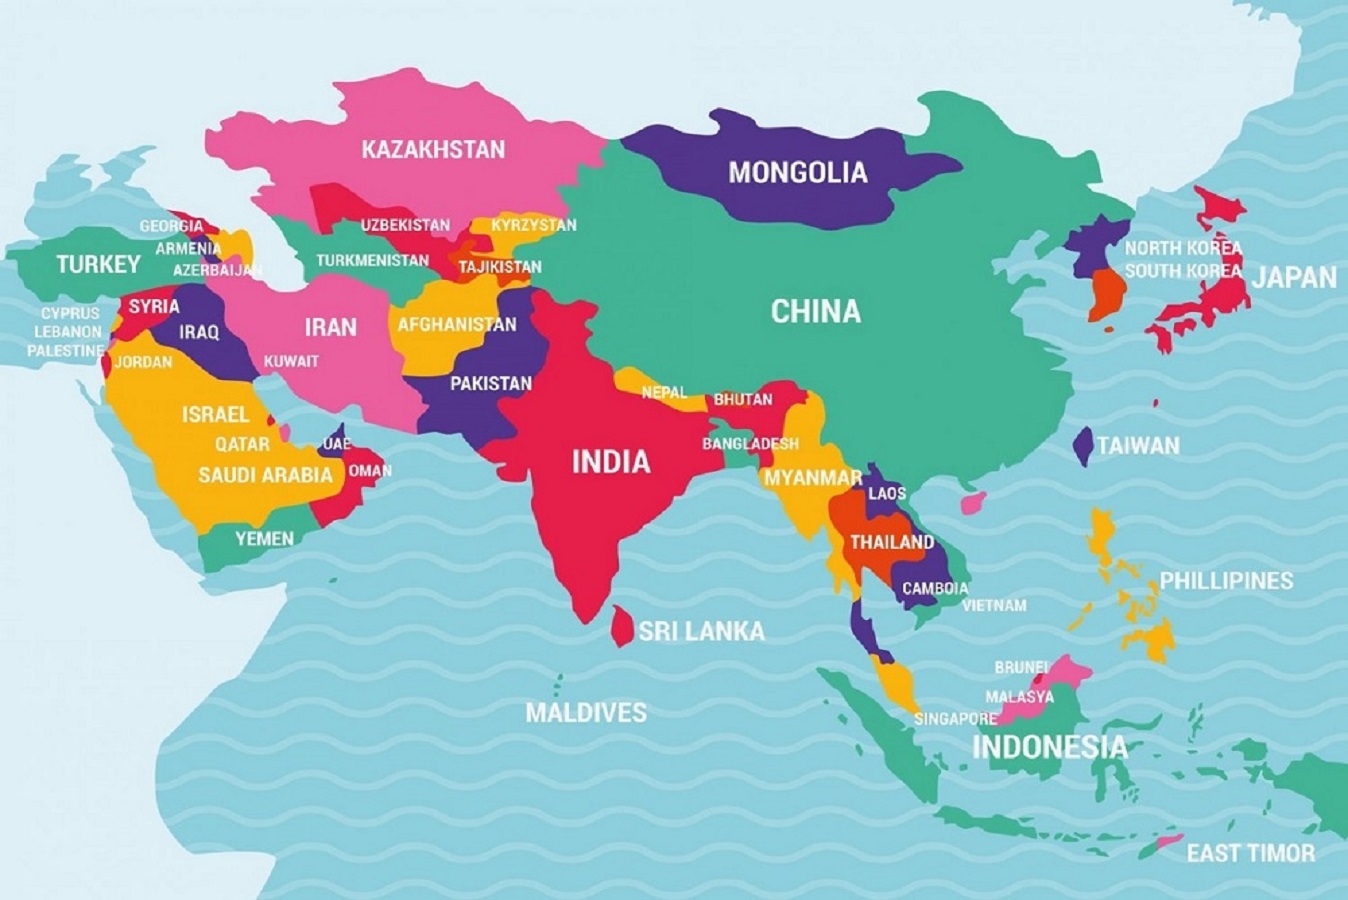 KAZAKHSTAN
MONGOLIA
GEORGIA
UZBEKISTAN
KYRZYSTAN
ARMENIA
NORTH KOREA
TURKEY
TURKMENISTAN
TAJIKISTAN
AZERBAIJAN
SOUTH KOREA
JAPAN
SYRIA
CYPRUS
IRAN
CHINA
LEBANON
IRAQ
AFGHANISTAN
PALESTINE
JORDAN
KUWAIT
PAKISTAN
NEPAL
BHUTAN
ISRAEL
QATAR
UAE
BANGLADESH
TAIWAN
INDIA
OMAN
SAUDI ARABIA
MYANMAR
LAOS
YEMEN
THAILAND
PHILLIPINES
CAMBOIA
VIETNAM
SRI LANKA
BRUNEI
MALASYA
MALDIVES
SINGAPORE
INDONESIA
EAST TIMOR